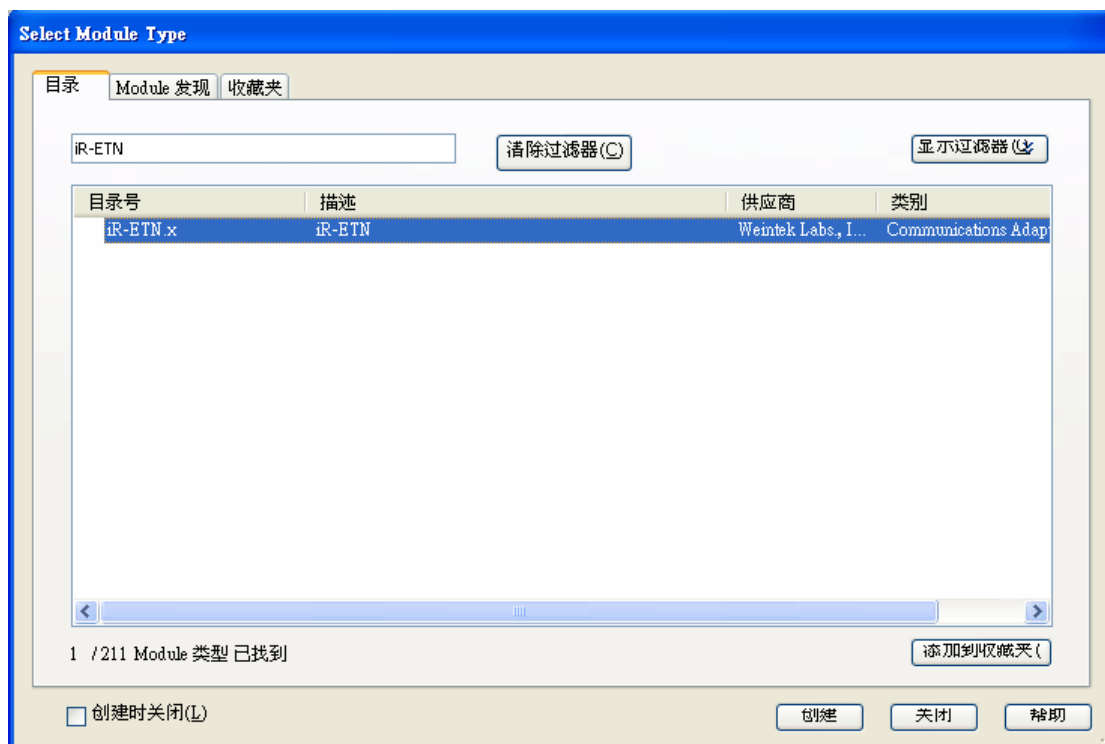 Select Module Type
目录 Module 发现 收藏夹
iR-ETN 清除过滤器(C) 显示过滤器(
目录号 描述 供应商 类别
iR-ETN.x iR-ETN Weintek Labs., I... Communications Adap
1 / 211 Module 类型 已找到
添加到收藏夹(
创建时关闭(L) 创建 关闭 帮助